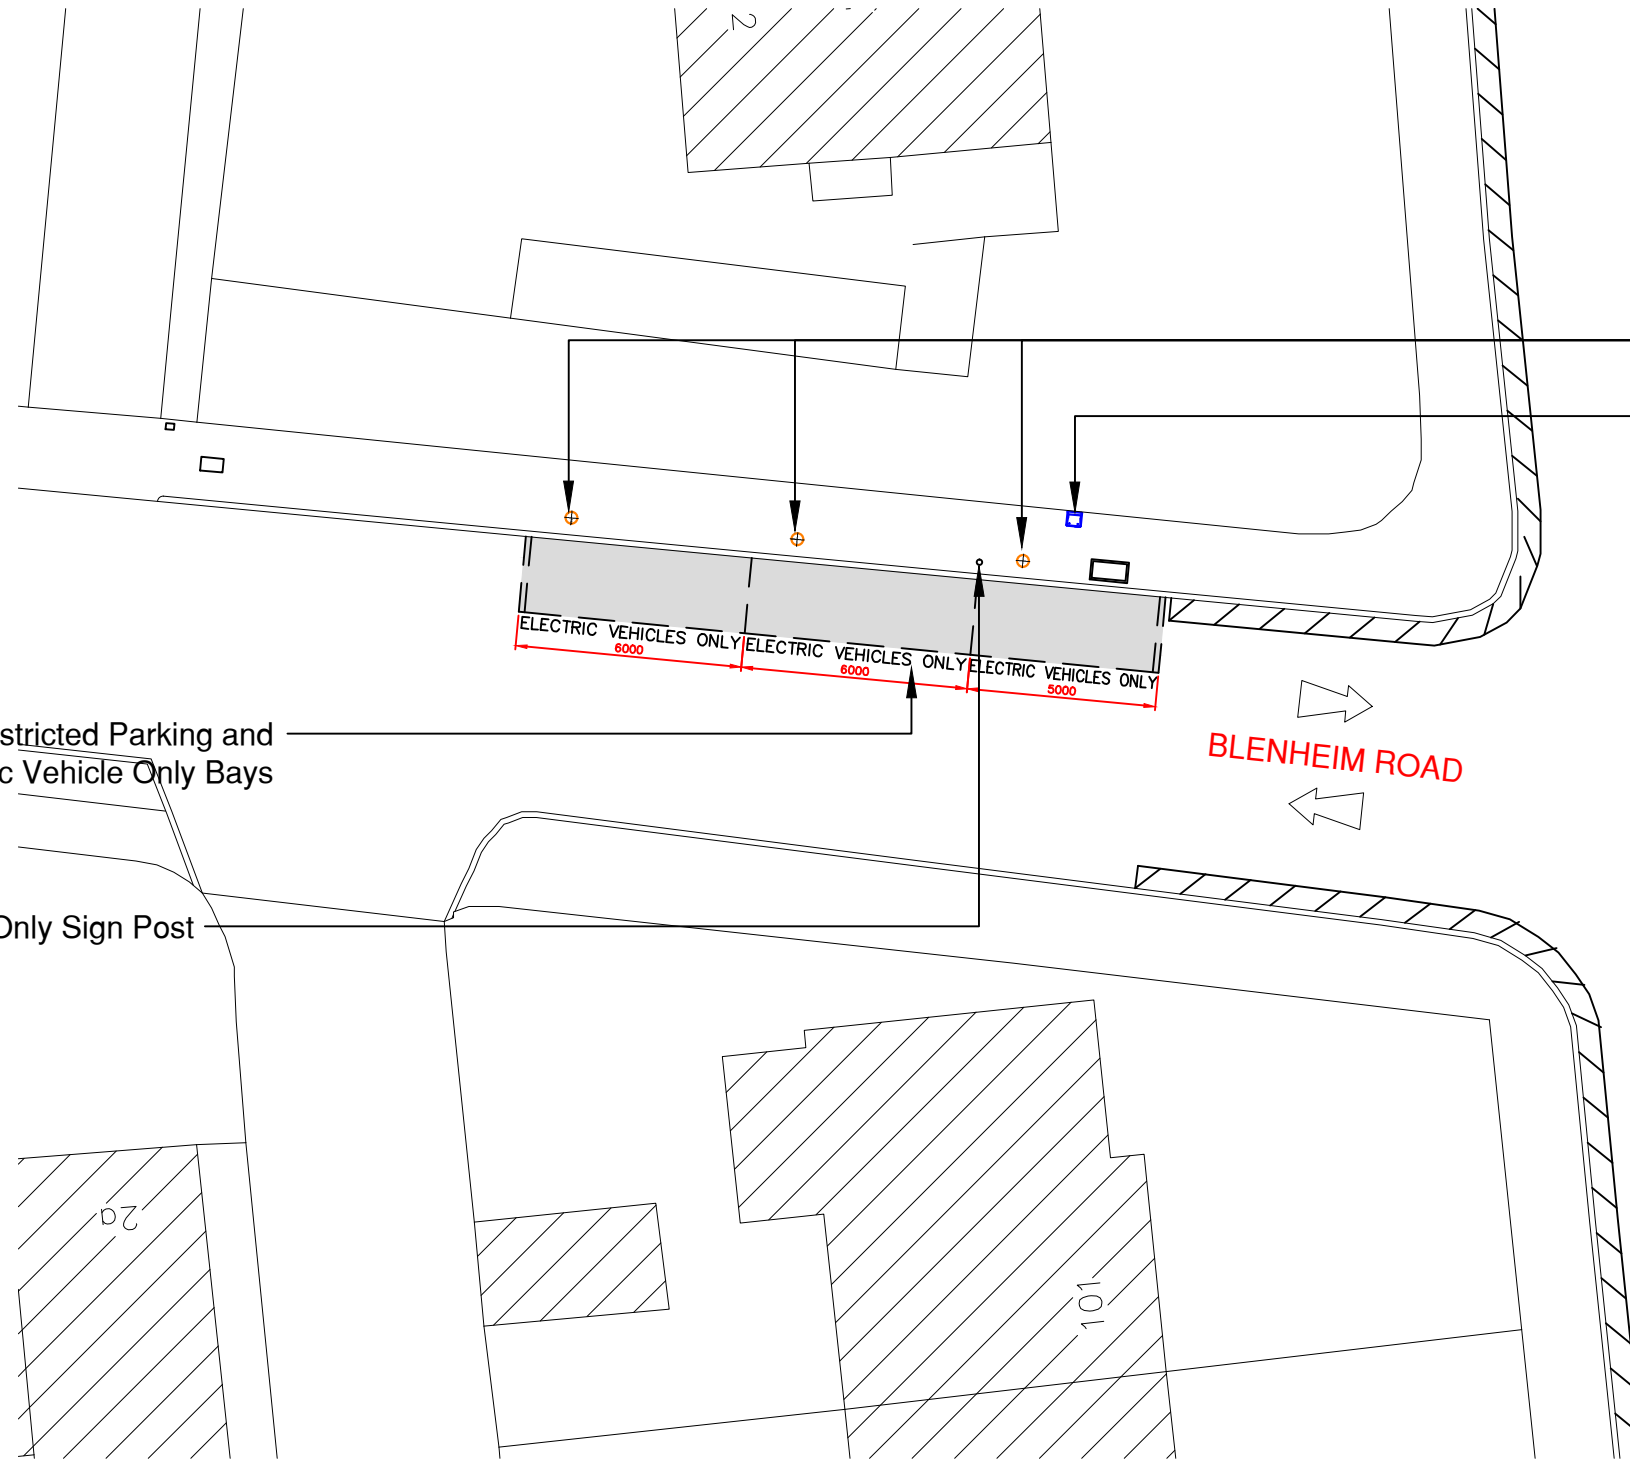 2
ELECTRIC VEHICLES ONLY
ELECTRIC VEHICLES ONLY
ELECTRIC VEHICLES ONLY
6000
6000
5000
Parking and
Vehicle Only Bays
BLENHEIM ROAD
Only Sign Post
2a
101